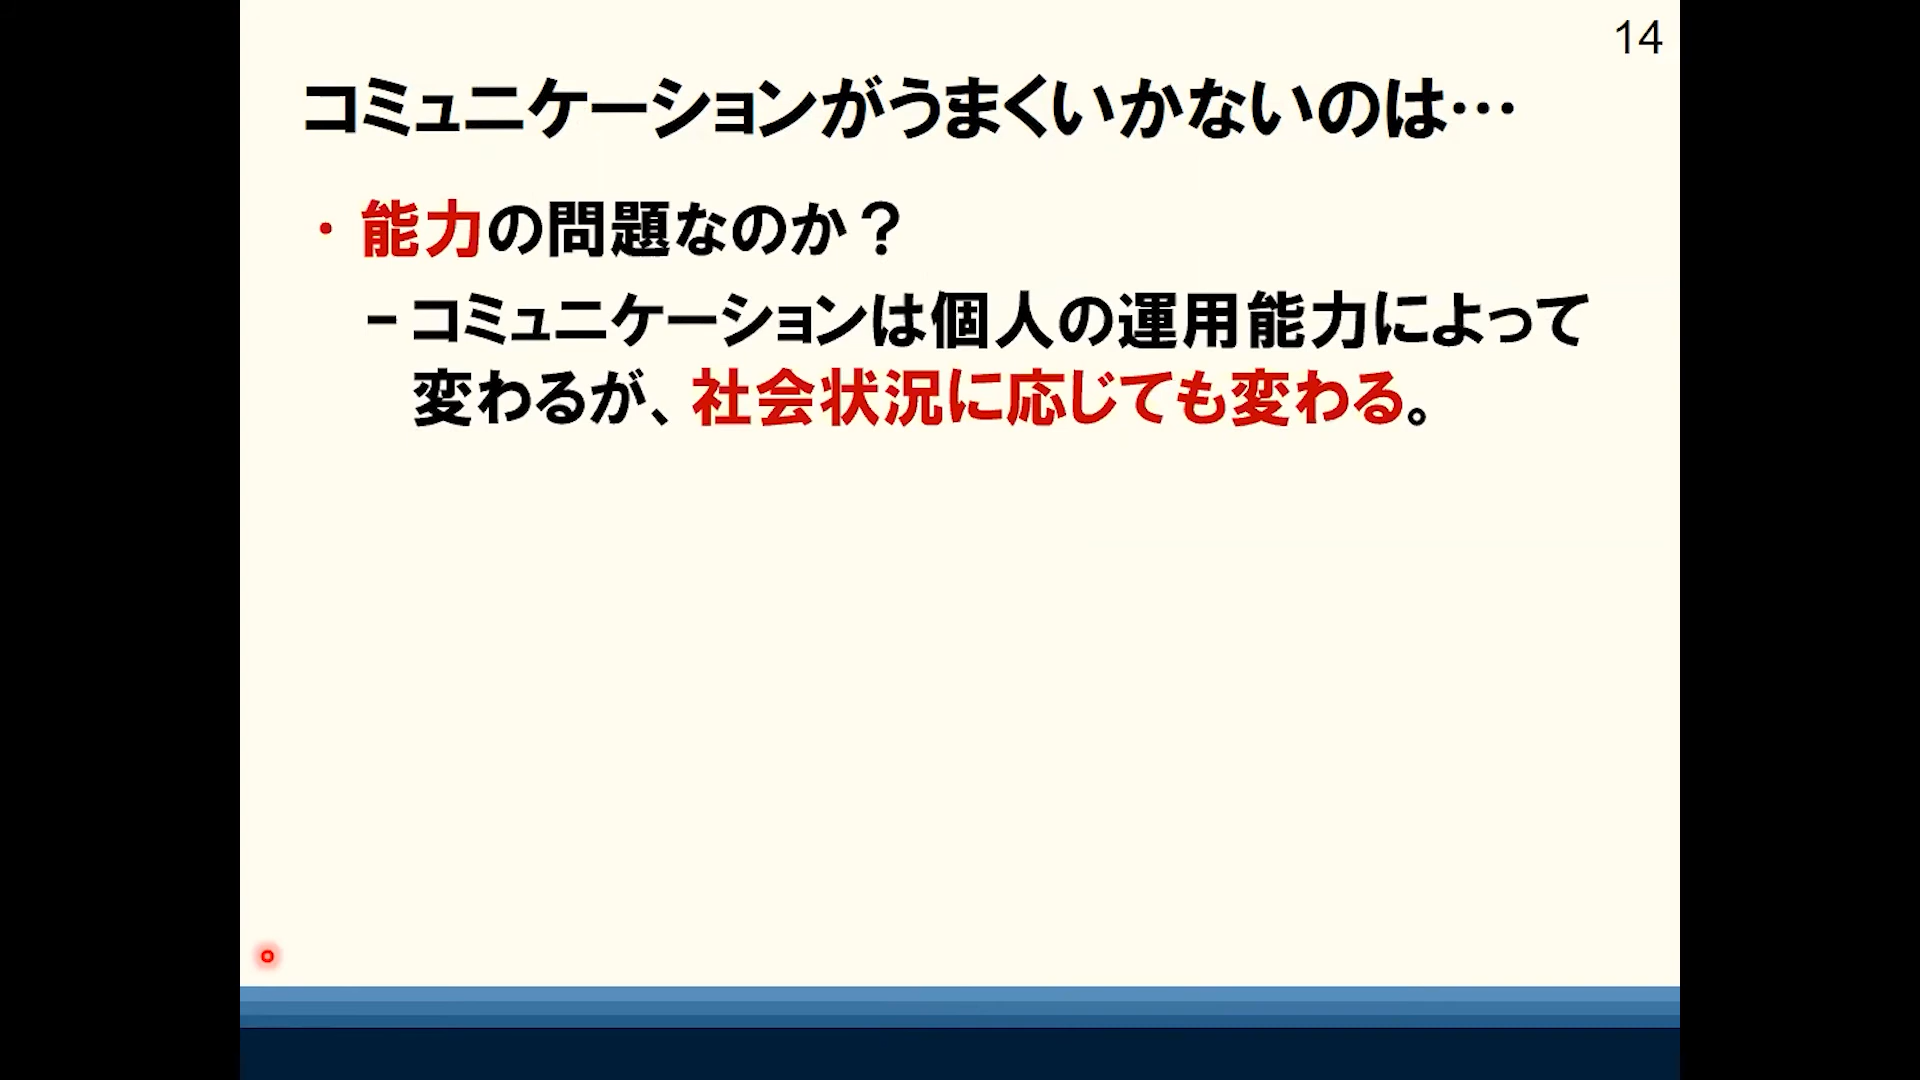 14
コミュニケーションがうまくいかないのは…
・能力の問題なのか？
－コミュニケーションは個人の運用能力によって
変わるが、社会状況に応じても変わる。